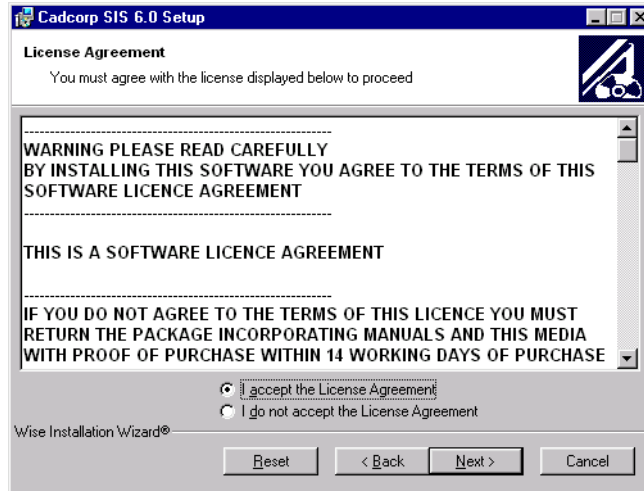 Cadcorp SIS 6.0 Setup
License Agreement
You must agree with the license displayed below to proceed
------------------------------------------------------------
WARNING PLEASE READ CAREFULLY
BY INSTALLING THIS SOFTWARE YOU AGREE TO THE TERMS OF THIS
SOFTWARE LICENCE AGREEMENT
------------------------------------------------------------
THIS IS A SOFTWARE LICENCE AGREEMENT
------------------------------------------------------------
IF YOU DO NOT AGREE TO THE TERMS OF THIS LICENCE YOU MUST
RETURN THE PACKAGE INCORPORATING MANUALS AND THIS MEDIA
WITH PROOF OF PURCHASE WITHIN 14 WORKING DAYS OF PURCHASE
I accept the License Agreement
I do not accept the License Agreement
Wise Installation Wizard®
Reset < Back Next > Cancel